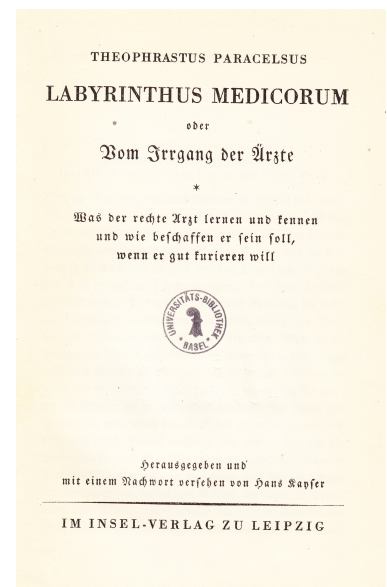 THEOPHRASTUS PARACELSUS
LABYRINTHUS MEDICORUM
oder
Vom Irrgang der Ärzte
*
Was der rechte Arzt lernen und kennen
und wie beschaffen er sein soll,
wenn er gut kurieren will
UNIVERSITÄTS-BIBLIOTHEK
* BASEL *
Herausgegeben und
mit einem Nachwort versehen von Hans Kayser
IM INSEL-VERLAG ZU LEIPZIG